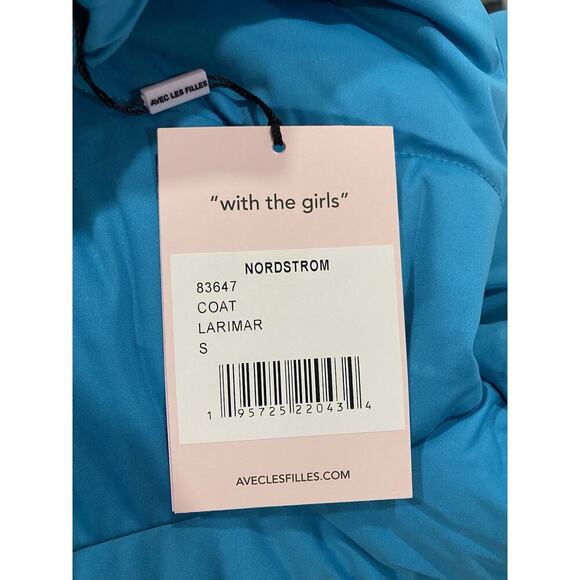 AVEC LES FILLES
"with the girls"
NORDSTROM
83647
COAT
LARIMAR
S
1 95725 22043 4
AVECLESFILLES.COM